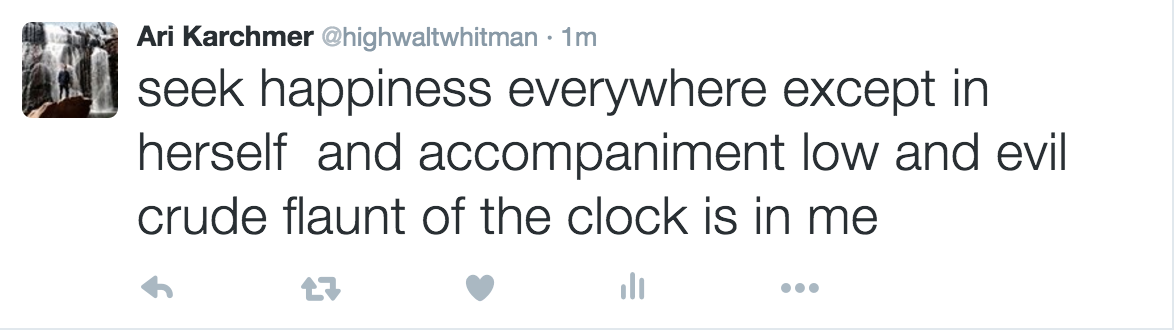 Ari Karchmer @highwaltwhitman · 1m
seek happiness everywhere except in
herself  and accompaniment low and evil
crude flaunt of the clock is in me